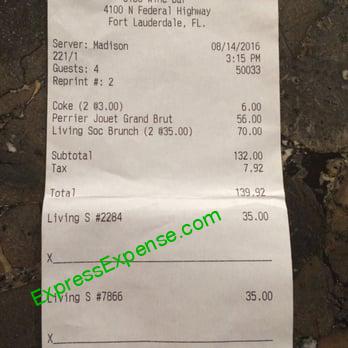 4100 N Federal Highway
Fort Lauderdale, FL.
Server: Madison 08/14/2016
221/1 3:15 PM
Guests: 4 50033
Reprint #: 2
Coke (2 @3.00) 6.00
Perrier Jouet Grand Brut 56.00
Living Soc Brunch (2 @35.00) 70.00
Subtotal 132.00
Tax 7.92
Total 139.92
Living S #2284 35.00
ExpressExpense.com
X
Living S #7866 35.00
X